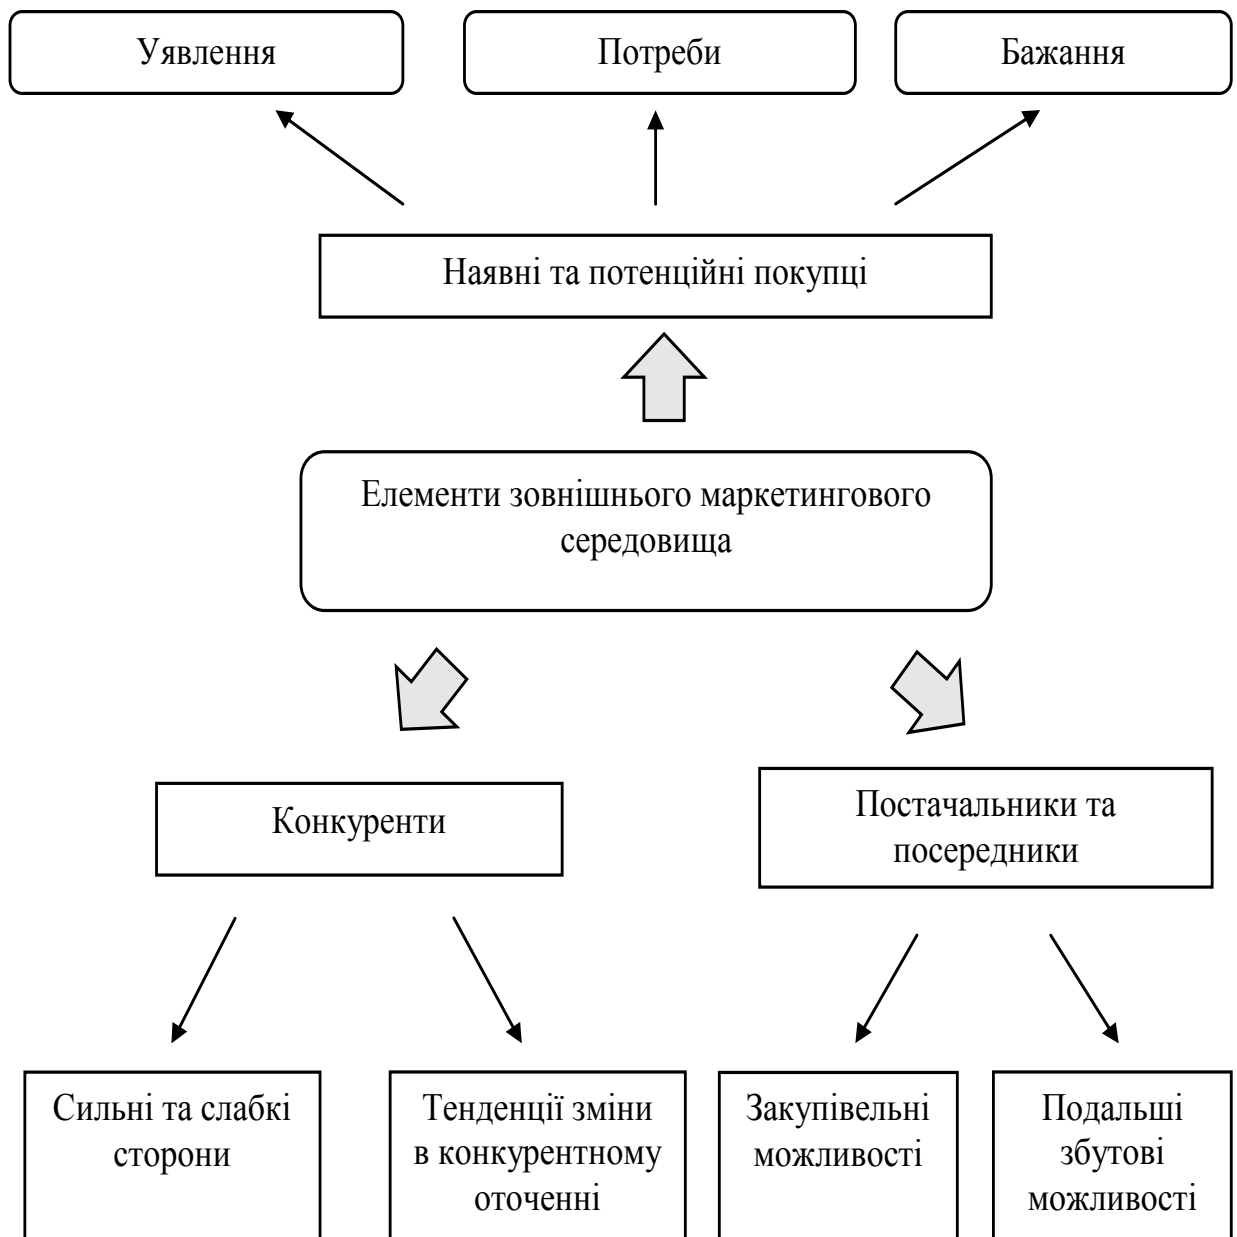 Уявлення
Потреби
Бажання
Наявні та потенційні покупці
Елементи зовнішнього маркетингового
середовища
Конкуренти
Постачальники та
посередники
Сильні та слабкі
сторони
Тенденції зміни
в конкурентному
оточенні
Закупівельні
можливості
Подальші
збутові
можливості